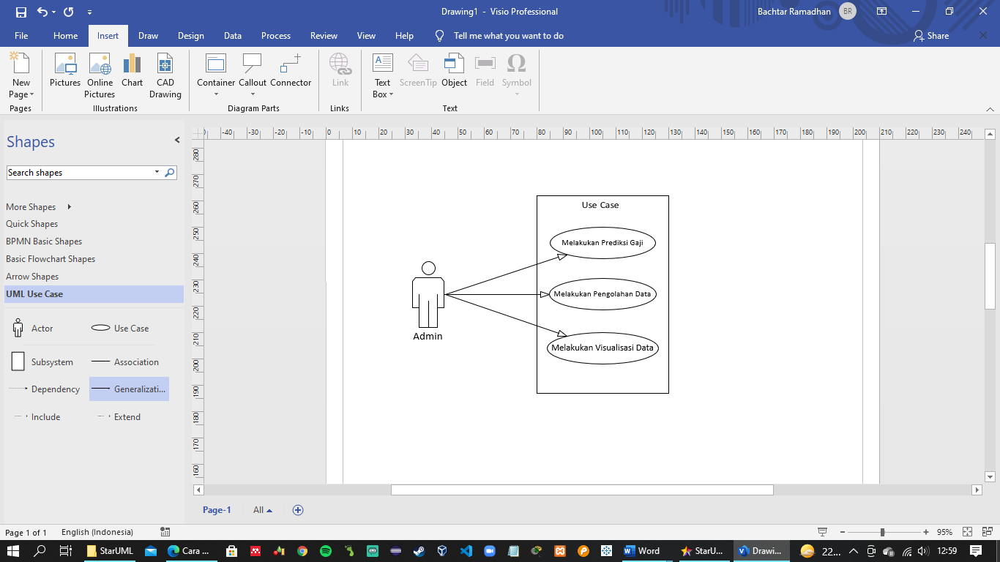 Drawing1 - Visio Professional
Bachtar Ramadhan
BR
File Home Insert Draw Design Data Process Review View Help Tell me what you want to do
Share
New Page
Pictures
Online Pictures
Chart
CAD Drawing
Container
Callout
Connector
Link
Text Box
ScreenTip
Object
Field
Symbol
Pages
Illustrations
Diagram Parts
Links
Text
Shapes
Search shapes
More Shapes
Quick Shapes
BPMN Basic Shapes
Basic Flowchart Shapes
Arrow Shapes
UML Use Case
Actor
Use Case
Subsystem
Association
Dependency
Generalizati...
Include
Extend
-40 -30 -20 -10 0 10 20 30 40 50 60 70 80 90 100 110 120 130 140 150 160 170 180 190 200 210 220 230 240
280
270
260
250
240
230
220
210
200
190
180
170
160
Use Case
Melakukan Prediksi Gaji
Melakukan Pengolahan Data
Melakukan Visualisasi Data
Admin
Page-1
All
Page 1 of 1
English (Indonesia)
95%
StarUML
Cara ...
Word
StarU...
Drawi...
22...
12:59